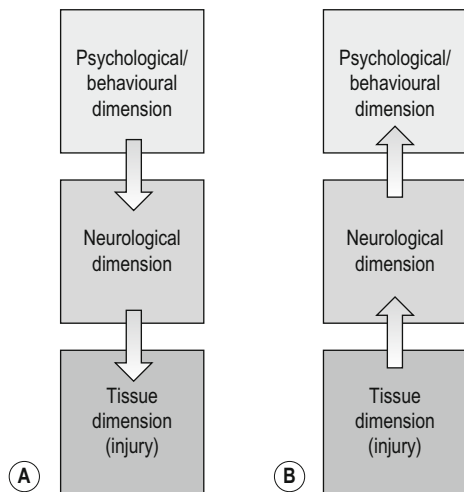 Psychological/
behavioural
dimension
Neurological
dimension
Tissue
dimension
(injury)
A
Psychological/
behavioural
dimension
Neurological
dimension
Tissue
dimension
(injury)
B